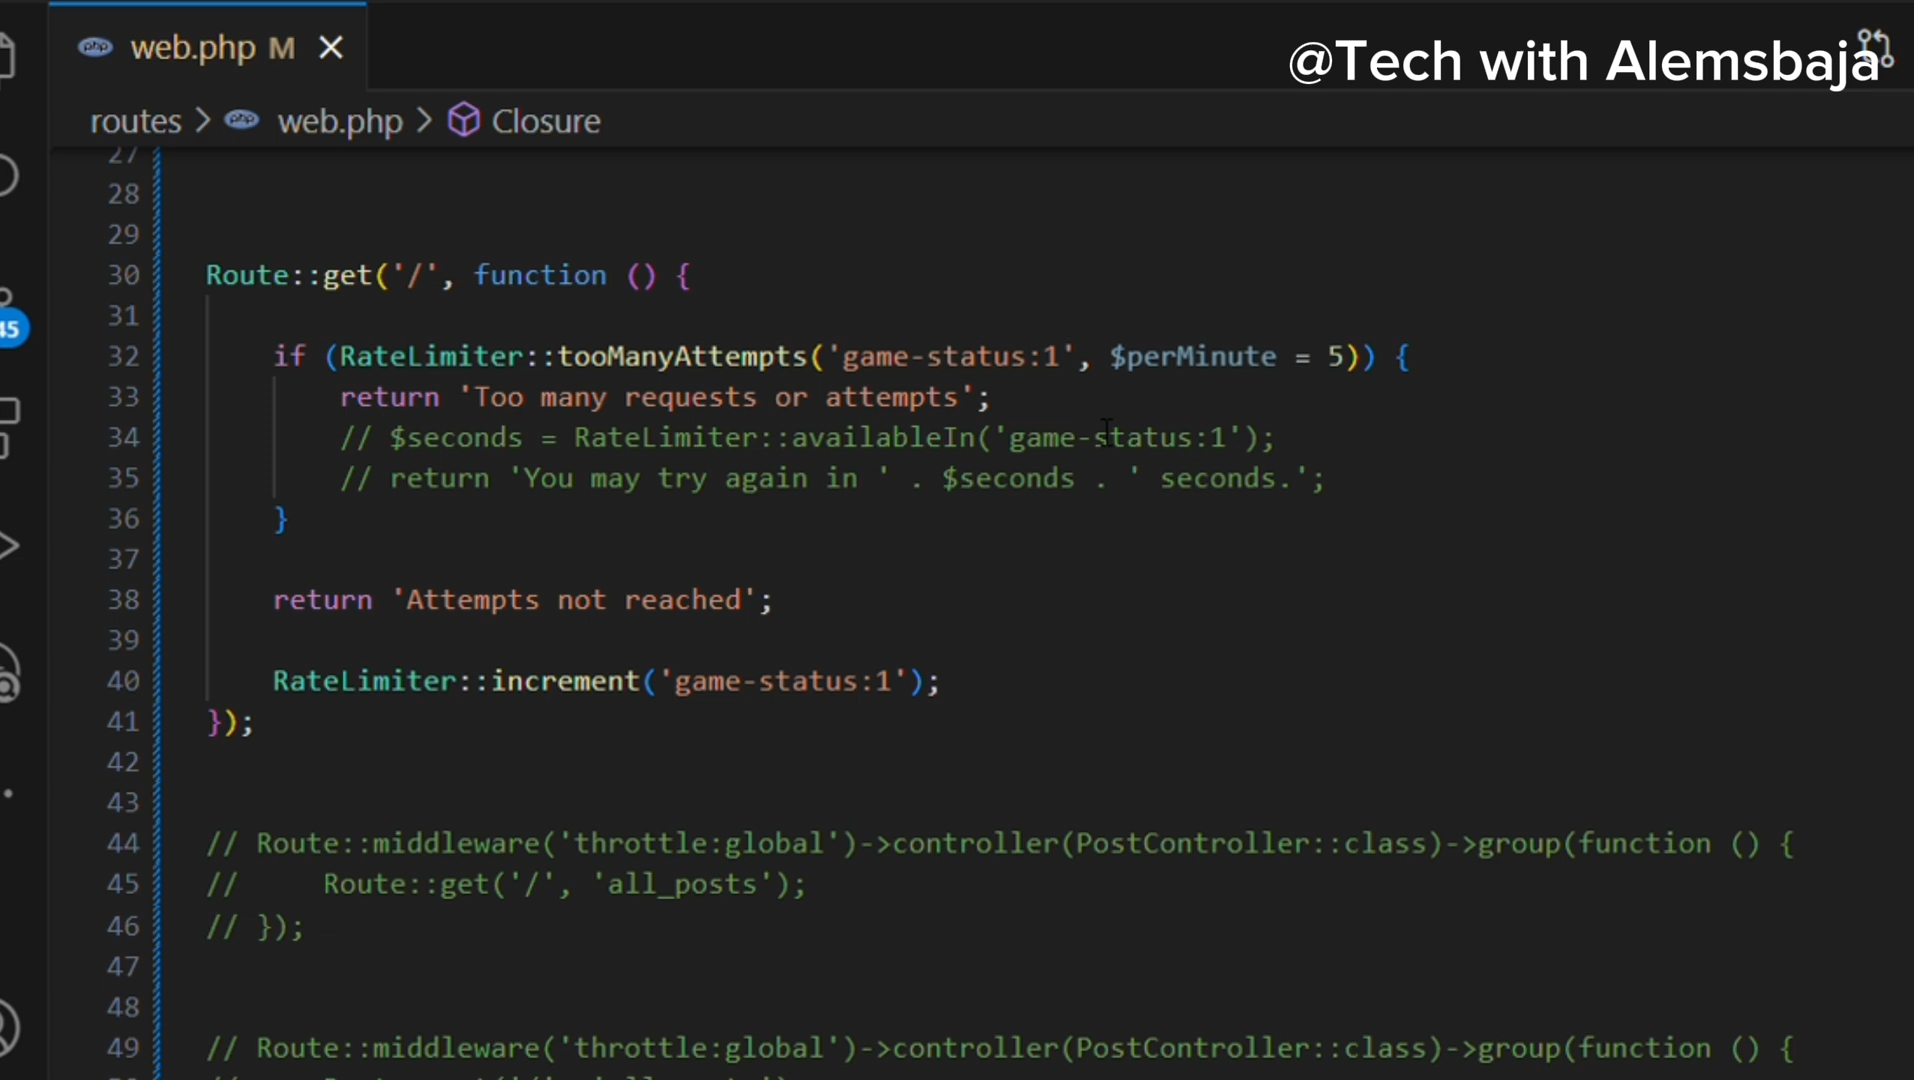 web.php M
@Tech with Alemsbaja
routes > web.php > Closure
27
28
29
30 Route::get('/', function () {
31
32 if (RateLimiter::tooManyAttempts('game-status:1', $perMinute = 5)) {
33 return 'Too many requests or attempts';
34 // $seconds = RateLimiter::availableIn('game-status:1');
35 // return 'You may try again in ' . $seconds . ' seconds.';
36 }
37
38 return 'Attempts not reached';
39
40 RateLimiter::increment('game-status:1');
41 });
42
43
44 // Route::middleware('throttle:global')->controller(PostController::class)->group(function () {
45 // Route::get('/', 'all_posts');
46 // });
47
48
49 // Route::middleware('throttle:global')->controller(PostController::class)->group(function () {
45